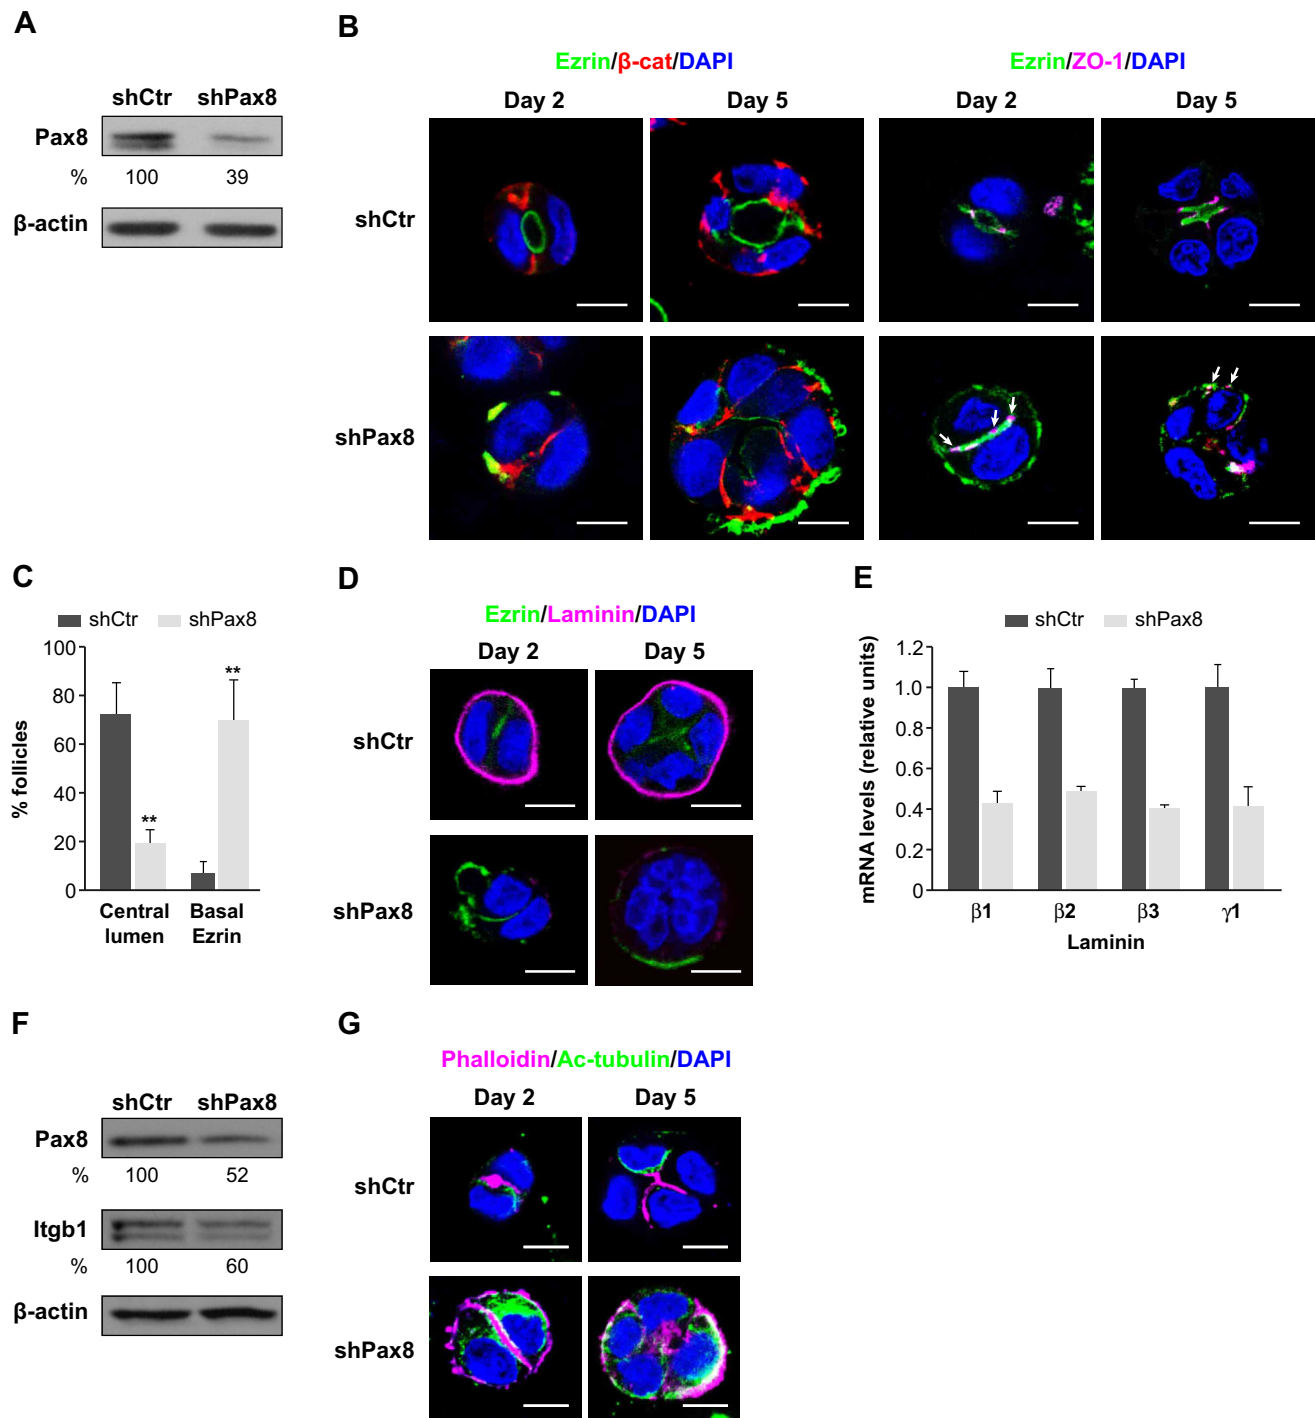 A
shCtr shPax8
Pax8
% 100 39
β-actin
B
Ezrin/β-cat/DAPI Ezrin/ZO-1/DAPI
Day 2 Day 5 Day 2 Day 5
shCtr
shPax8
C
shCtr shPax8
% follicles
100
80
60
40
20
0
**
**
Central lumen
Basal Ezrin
D
Ezrin/Laminin/DAPI
Day 2 Day 5
shCtr
shPax8
E
shCtr shPax8
mRNA levels (relative units)
1.2
1.0
0.8
0.6
0.4
0.2
0
β1 β2 β3 γ1
Laminin
F
shCtr shPax8
Pax8
% 100 52
Itgb1
% 100 60
β-actin
G
Phalloidin/Ac-tubulin/DAPI
Day 2 Day 5
shCtr
shPax8